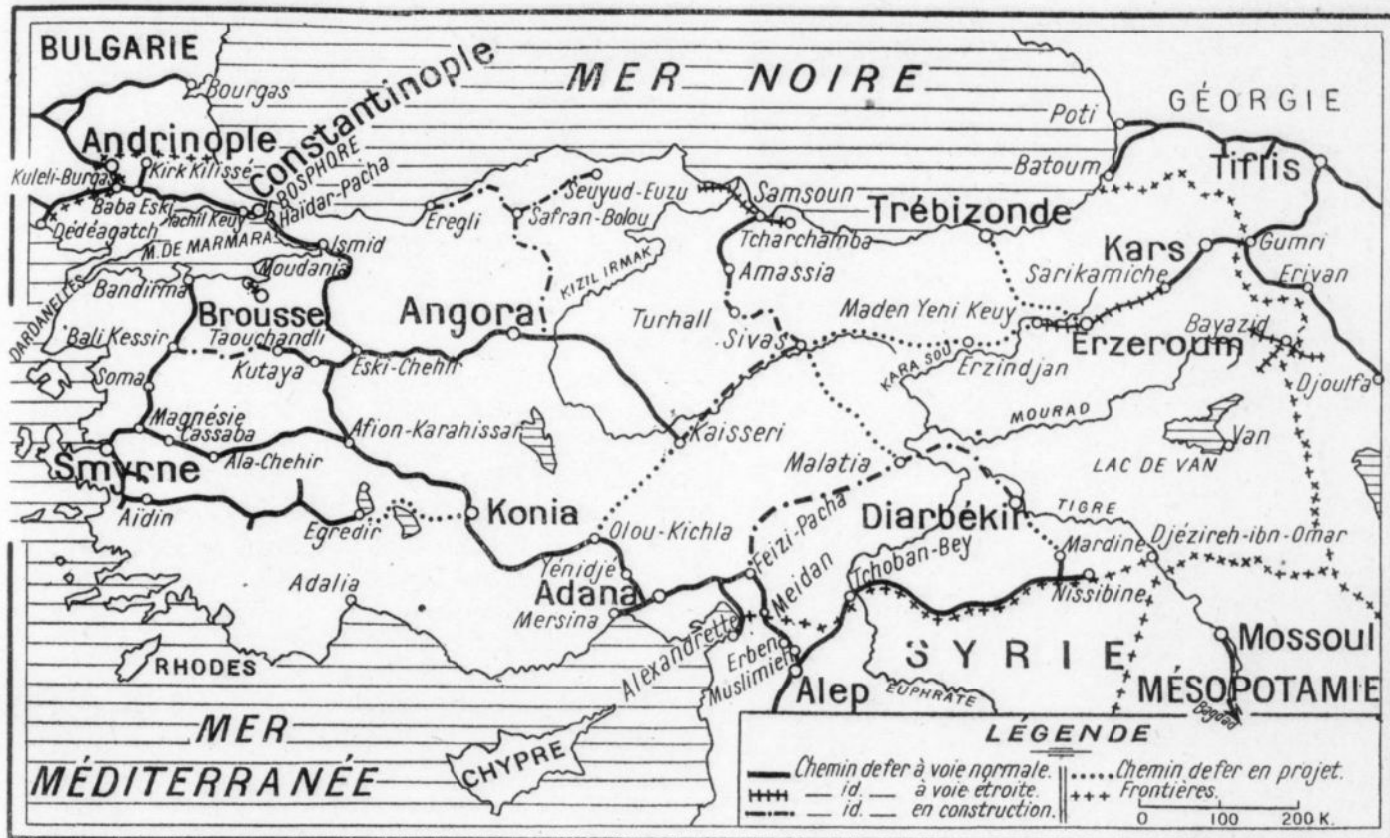 BULGARIE
Bourgas
MER NOIRE
GÉORGIE
Poti
Batoum
Tiflis
Andrinople
Constantinople
BOSPHORE
Kirk Kilissé
Kuleli-Burgas
Baba Eski
Yachil Keuy
Haïdar-Pacha
Dédéagatch
M. DE MARMARA
Ismid
Eregli
Seuyud-Euzu
Safran-Bolou
Samsoun
Tcharchamba
Trébizonde
Kars
Gumri
Sarikamiche
Erivan
DARDANELLES
Bandirma
Moudania
Brousse
KIZIL IRMAK
Amassia
Angora
Turhall
Maden Yeni Keuy
Bali Kessir
Taouchandli
Kutaya
Eski-Chehir
Sivas
KARA SOU
Erzindjan
Erzeroum
Bayazid
Djoulfa
Soma
MOURAD
Magnésie
Cassaba
Afion-Karahissar
Kaisseri
Van
Smyrne
Ala-Chehir
Malatia
LAC DE VAN
Aïdin
Egredir
Konia
Olou-Kichla
Feizi-Pacha
Diarbékir
TIGRE
Djézireh-ibn-Omar
Mardine
Tchoban-Bey
Nissibine
Adalia
Yénidjé
Adana
Mersina
Meidan
Alexandrette
Erben
Muslimieh
Alep
SYRIE
EUPHRATE
Mossoul
MÉSOPOTAMIE
Bagdad
RHODES
MER
MÉDITERRANÉE
CHYPRE
LÉGENDE
Chemin de fer à voie normale.
id. à voie étroite.
id. en construction.
Chemin de fer en projet.
Frontières.
0 100 200 K.